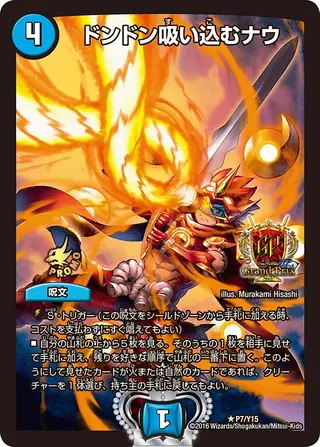 4
ドンドン吸い込むナウ
す こ
PROMO
GP
Grand Prix
illus. Murakami Hisashi
呪文
S・トリガー (この呪文をシールドゾーンから手札に加える時、
コストを支払わずにすぐ唱えてもよい)
■ 自分の山札の上から5枚を見る。そのうちの1枚を相手に見せ
て手札に加え、残りを好きな順序で山札の一番下に置く。このよ
うにして見せたカードが火または自然のカードであれば、クリー
チャーを1体選び、持ち主の手札に戻してもよい。
1
★P7/Y15
©2016 Wizards/Shogakukan/Mitsui-Kids